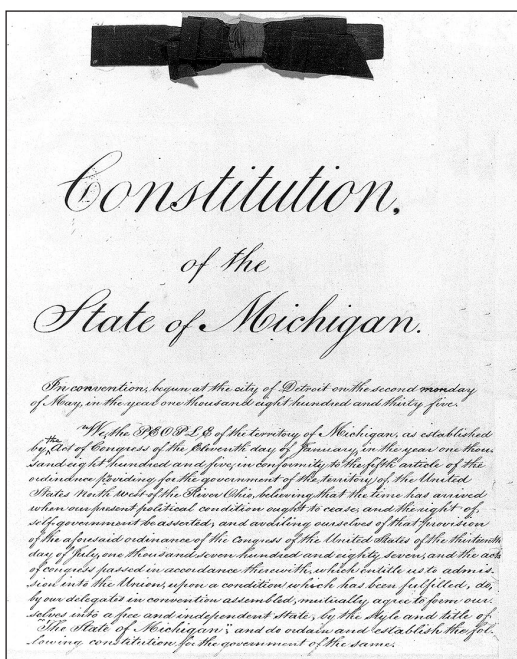 Constitution,
of the
State of Michigan.
In convention, begun at the city of Detroit on the second monday
of May, in the year one thousand eight hundred and thirty five.
We, the PEOPLE of the territory of Michigan, as established
by the Act of Congress of the Eleventh day of January, in the year one thou-
sand eight hundred and five, in conformity to the fifth article of the
ordinance providing for the government of the territory of the United
States North West of the River Ohio, believing that the time has arrived
when our present political condition ought to cease, and the right of
self-government be asserted; and availing ourselves of that provision
of the aforesaid ordinance of the congress of the United States of the thirteenth
day of July, one thousand seven hundred and eighty seven, and the acts
of congress passed in accordance therewith, which entitle us to admis-
sion into the Union, upon a condition which has been fulfilled, do,
by our delegates in convention assembled, mutually agree to form our-
selves into a free and independent State, by the style and title of
"The State of Michigan"; and do ordain and establish the fol-
lowing constitution for the government of the same.